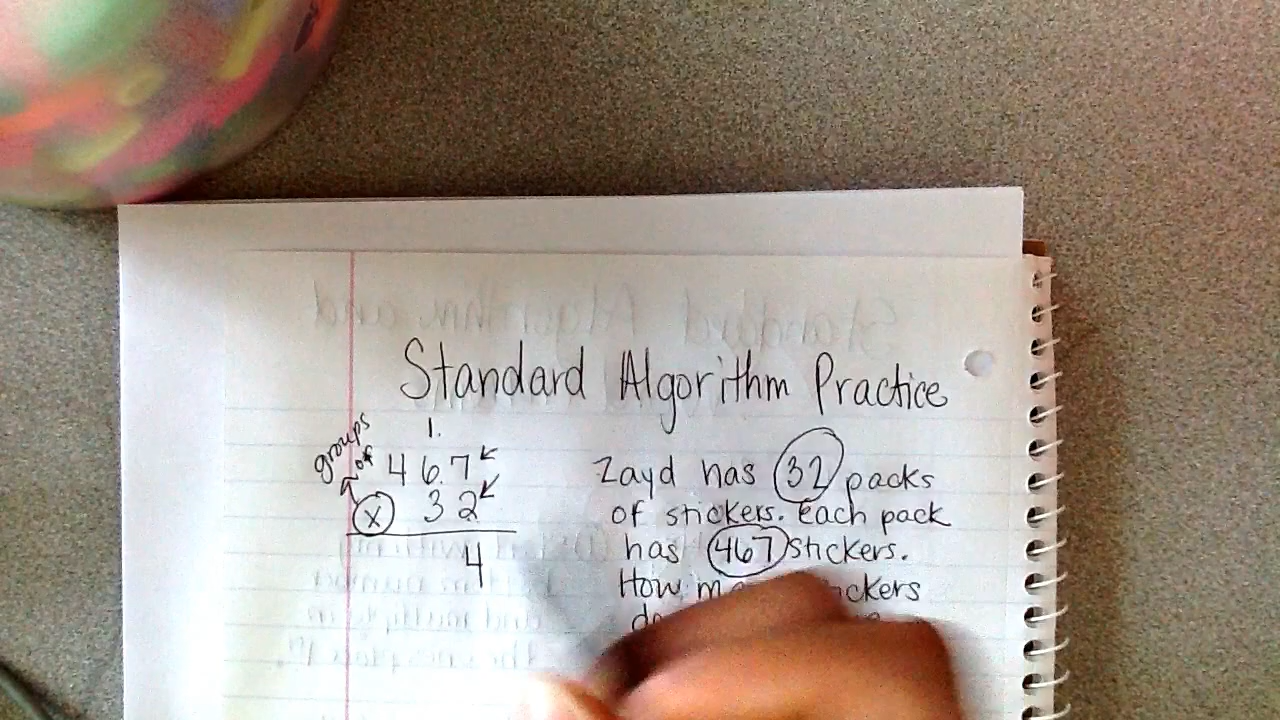 Standard Algorithm Practice
groups
of
1.
467
x 32
4
Zayd has 32 packs
of stickers. Each pack
has 467 stickers.
How